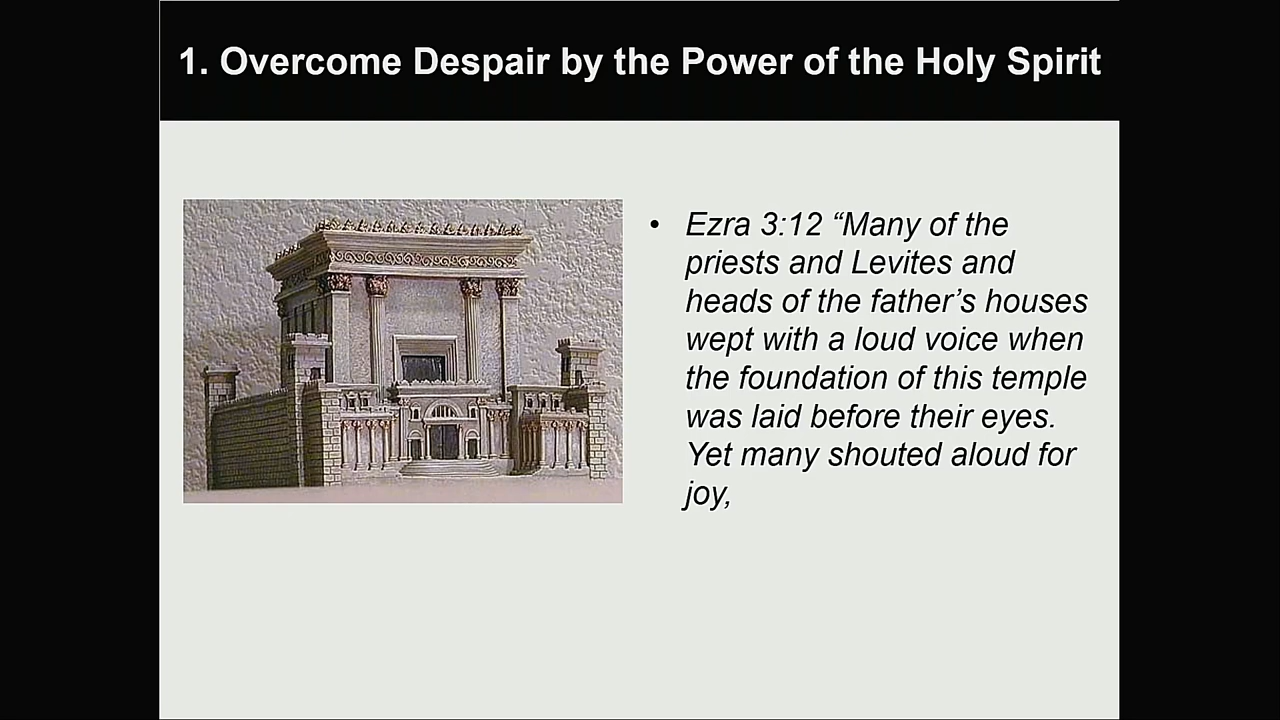 1. Overcome Despair by the Power of the Holy Spirit
• Ezra 3:12 “Many of the
priests and Levites and
heads of the father’s houses
wept with a loud voice when
the foundation of this temple
was laid before their eyes.
Yet many shouted aloud for
joy,